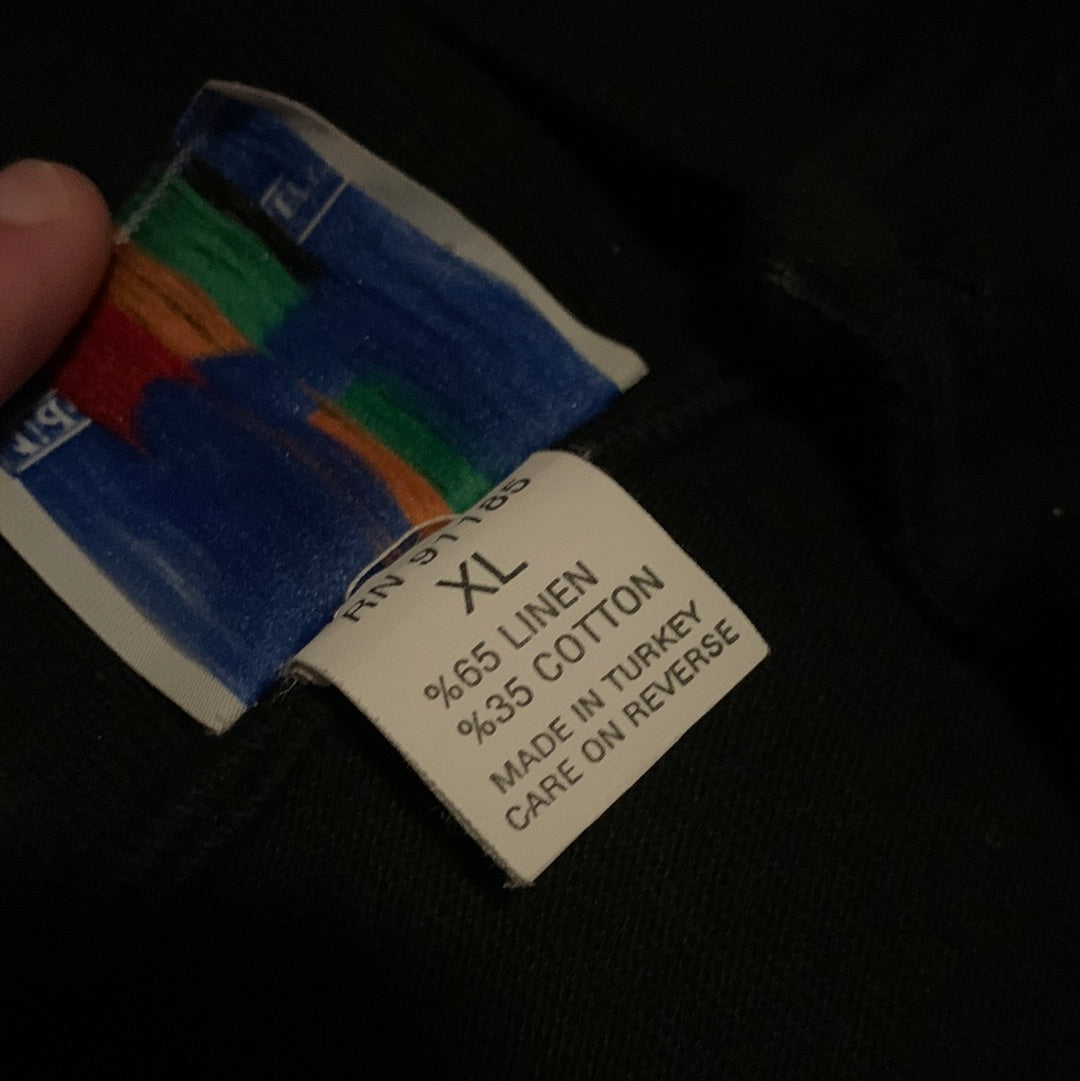 RN 91185
XL
%65 LINEN
%35 COTTON
MADE IN TURKEY
CARE ON REVERSE